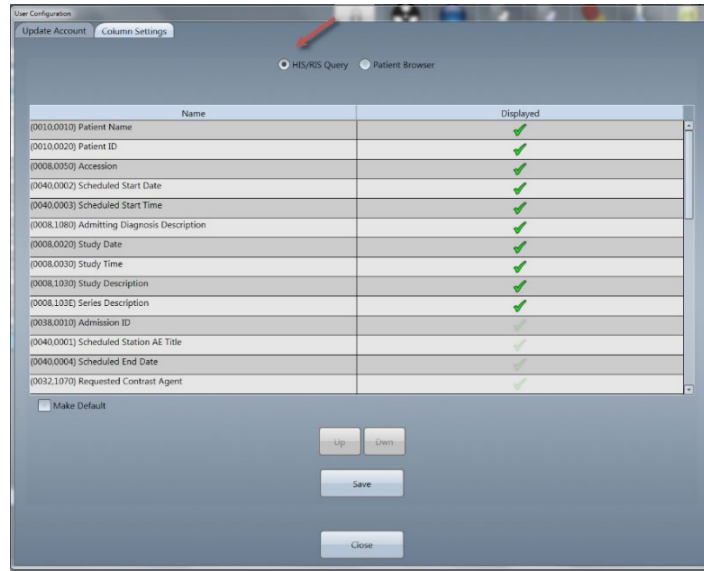 User Configuration
Update Account Column Settings
HIS/RIS Query Patient Browser
Name Displayed
(0010,0010) Patient Name
(0010,0020) Patient ID
(0008,0050) Accession
(0040,0002) Scheduled Start Date
(0040,0003) Scheduled Start Time
(0008,1080) Admitting Diagnosis Description
(0008,0020) Study Date
(0008,0030) Study Time
(0008,1030) Study Description
(0008,103E) Series Description
(0038,0010) Admission ID
(0040,0001) Scheduled Station AE Title
(0040,0004) Scheduled End Date
(0032,1070) Requested Contrast Agent
Make Default
Up Dwn
Save
Close